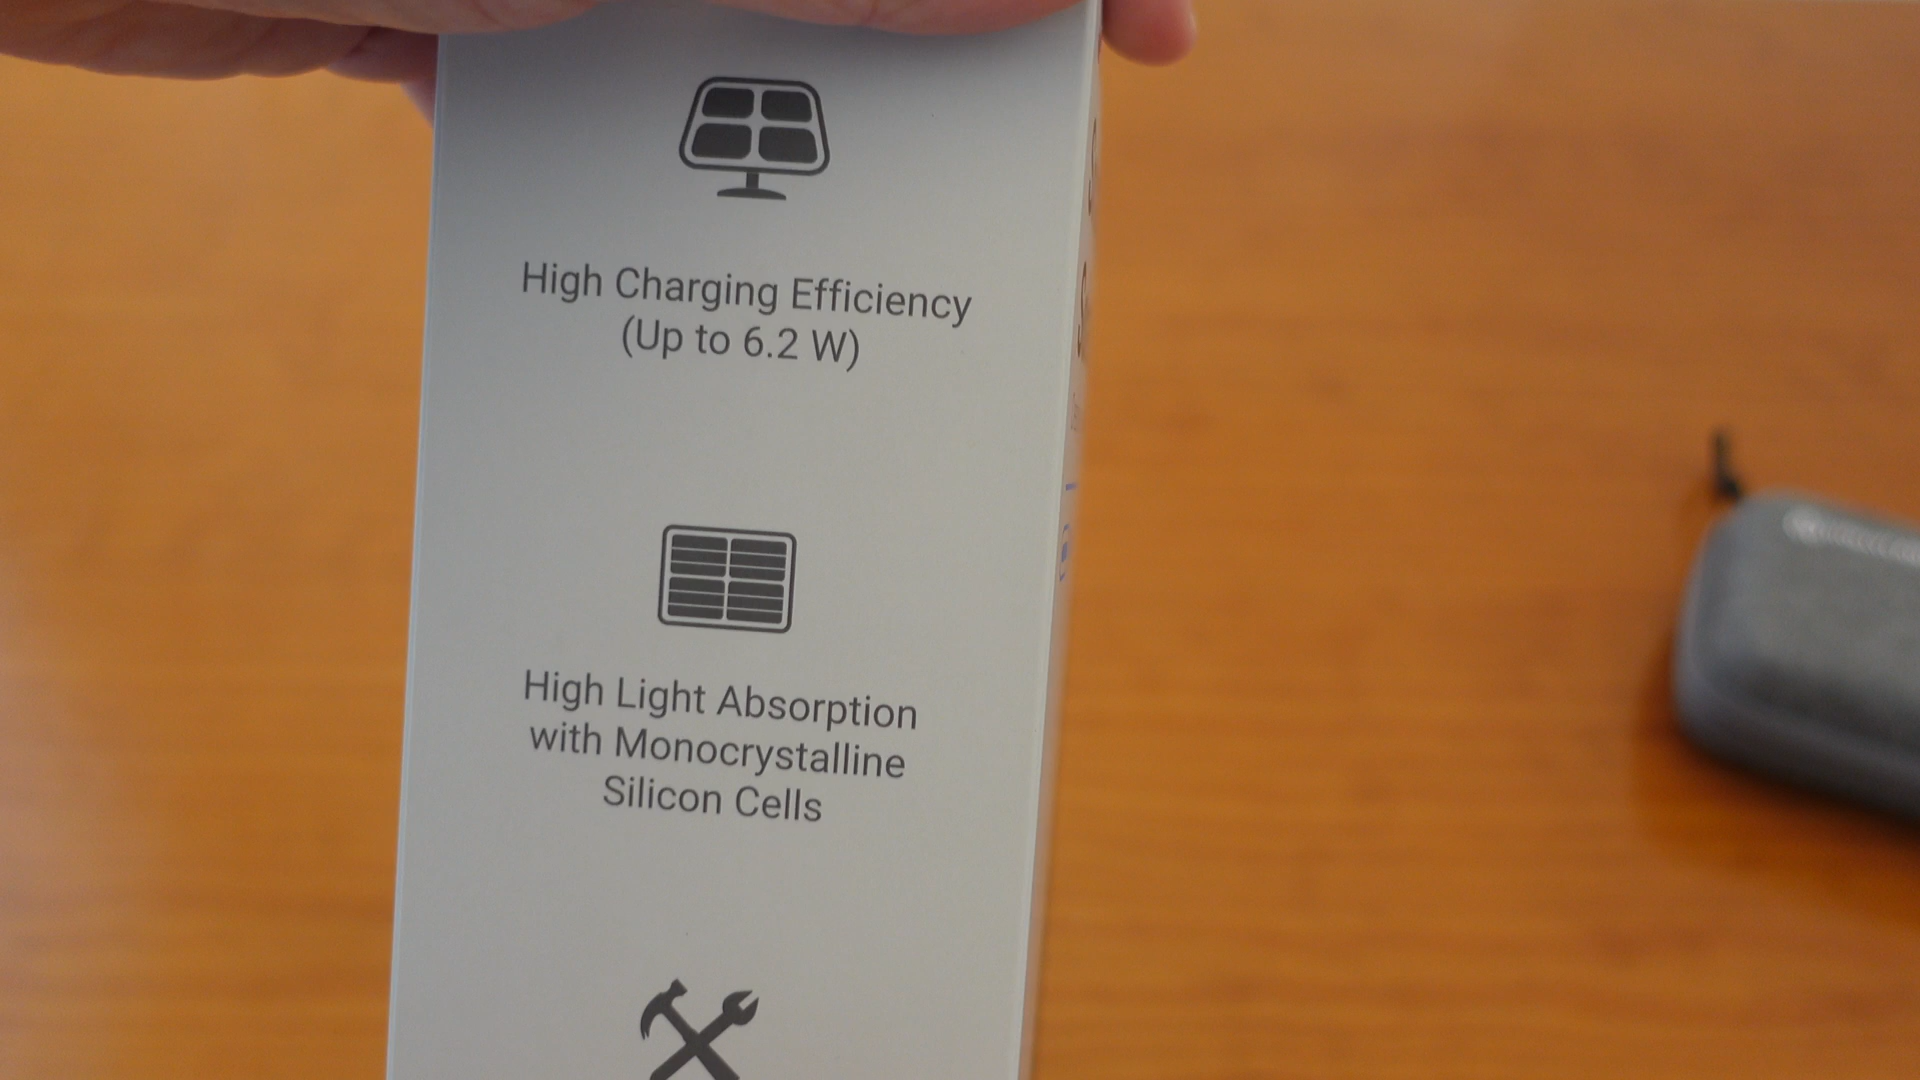 High Charging Efficiency
(Up to 6.2 W)
High Light Absorption
with Monocrystalline
Silicon Cells